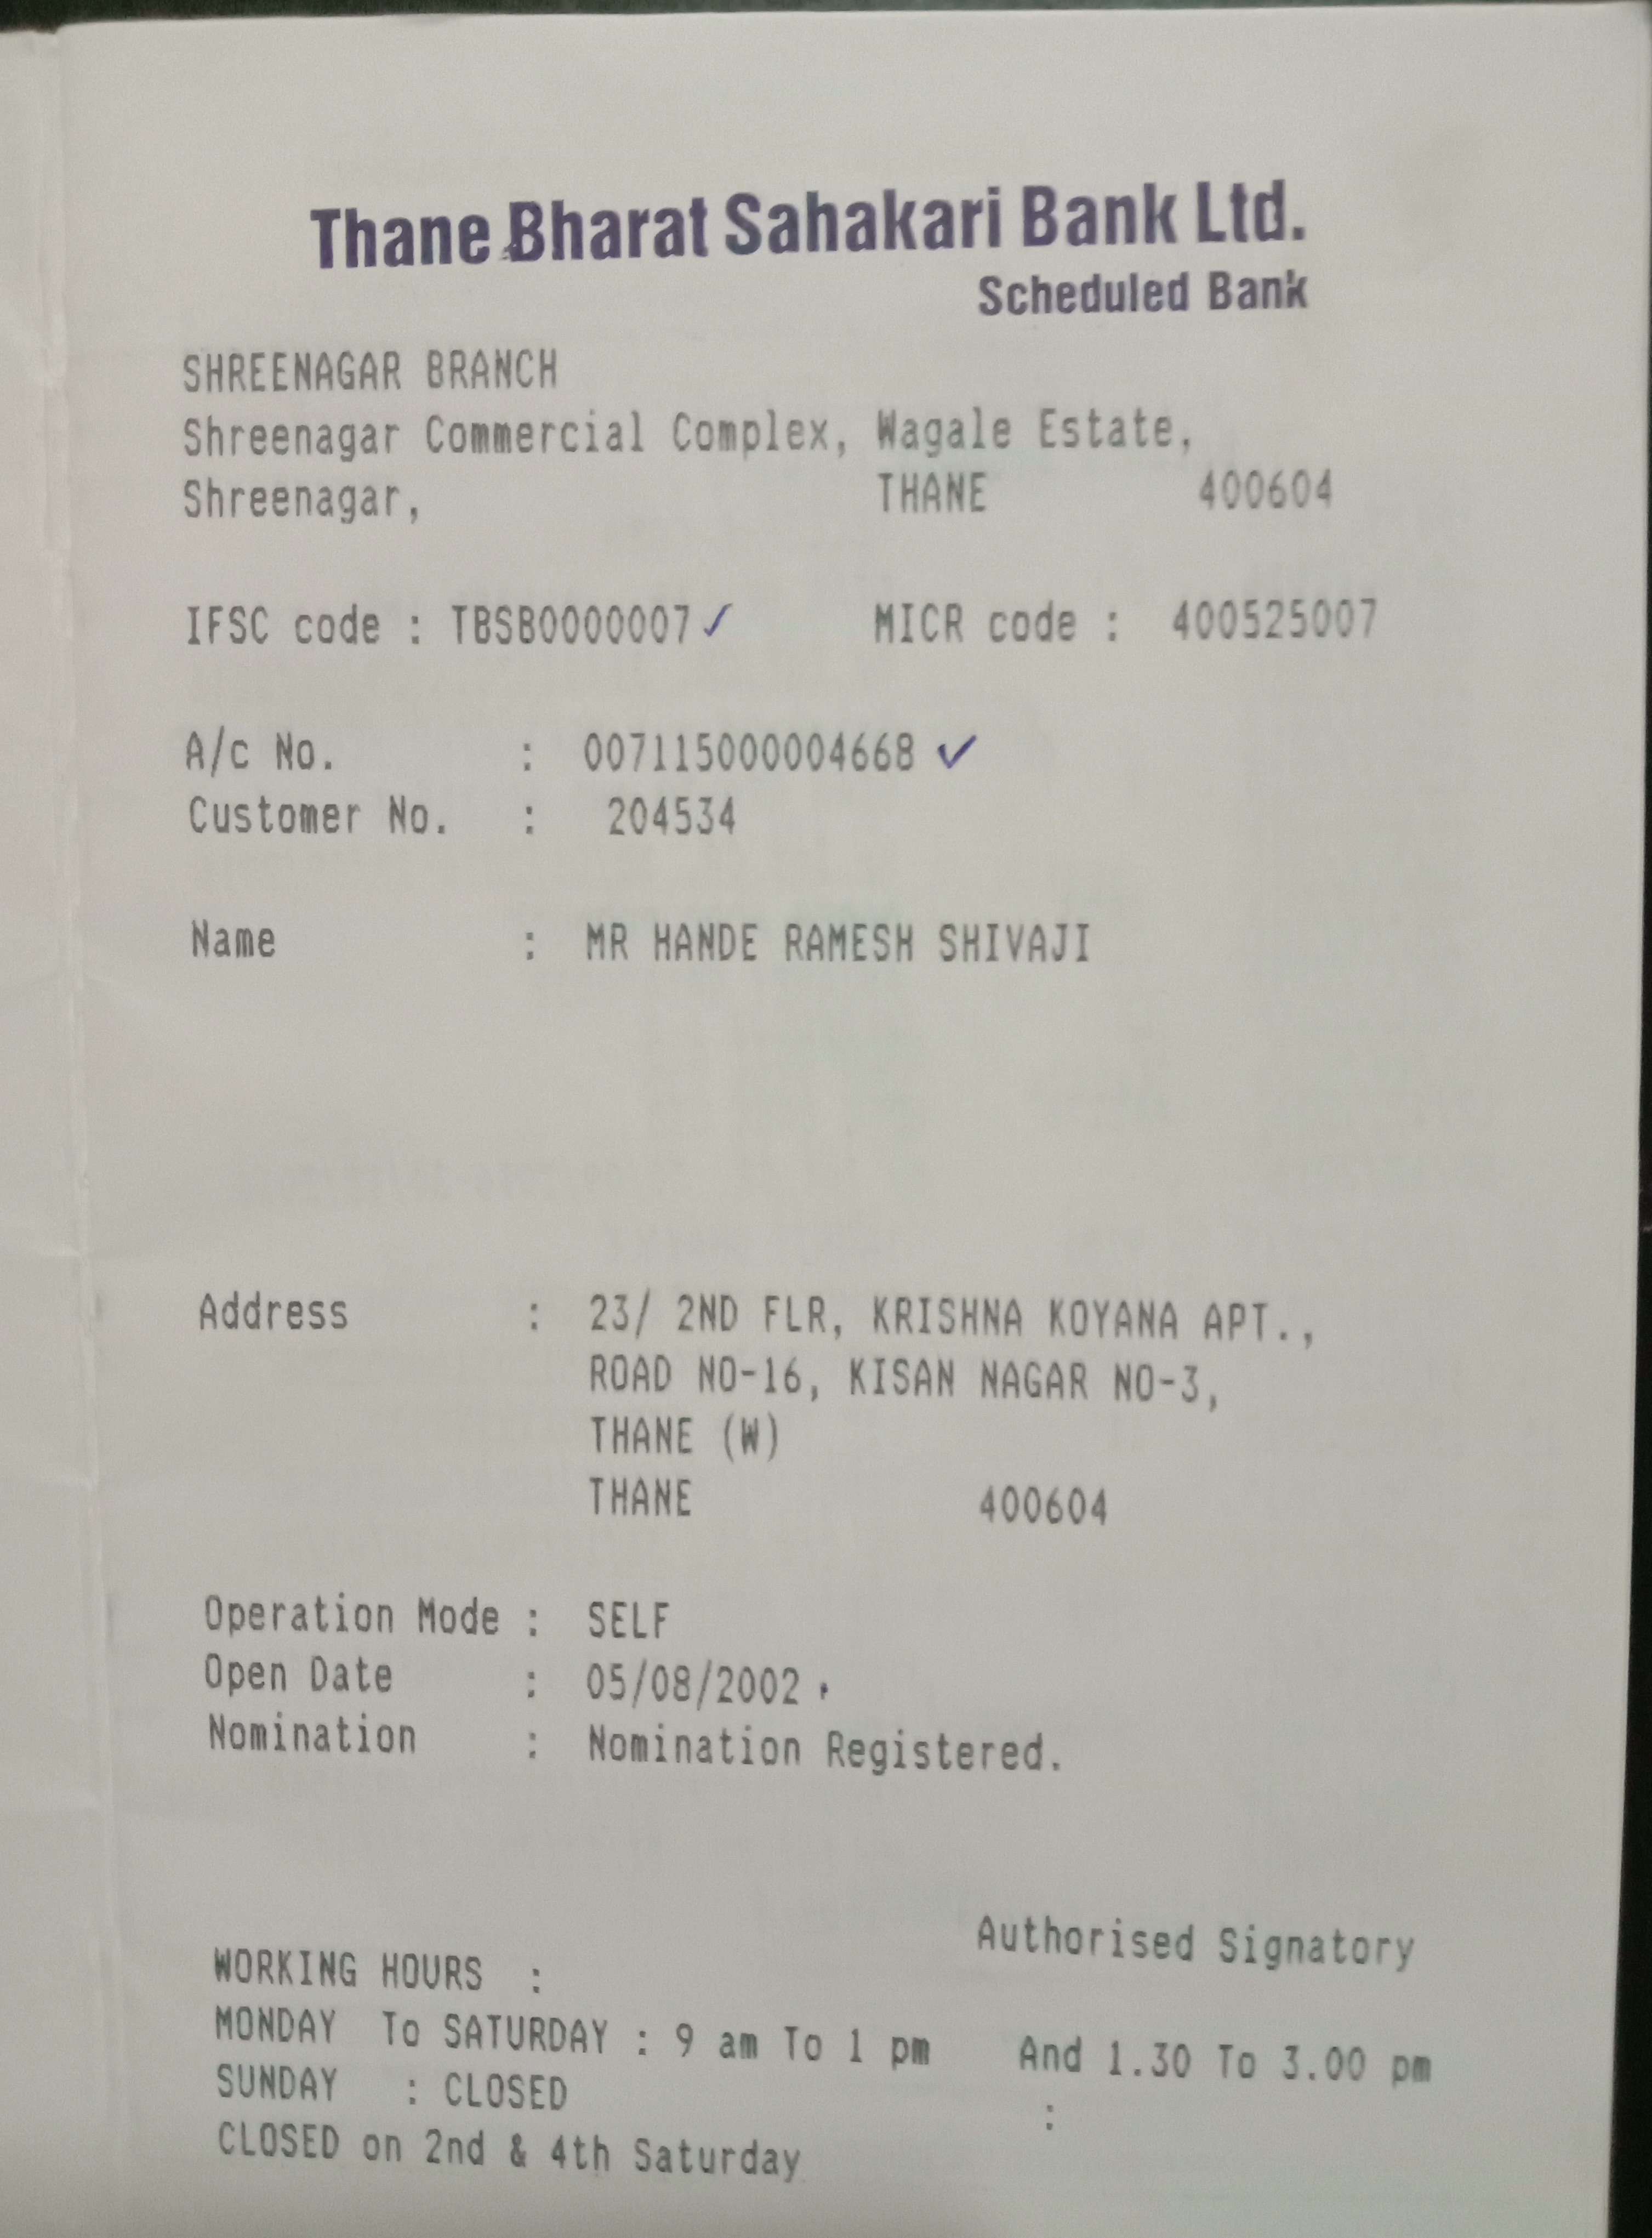 Thane Bharat Sahakari Bank Ltd.
Scheduled Bank
SHREENAGAR BRANCH
Shreenagar Commercial Complex, Wagale Estate,
Shreenagar, THANE 400604
IFSC code : TBSB0000007 ✓ MICR code : 400525007
A/c No. : 007115000004668 ✓
Customer No. : 204534
Name : MR HANDE RAMESH SHIVAJI
Address : 23/ 2ND FLR, KRISHNA KOYANA APT.,
ROAD NO-16, KISAN NAGAR NO-3,
THANE (W)
THANE 400604
Operation Mode : SELF
Open Date : 05/08/2002
Nomination : Nomination Registered.
Authorised Signatory
WORKING HOURS :
MONDAY To SATURDAY : 9 am To 1 pm And 1.30 To 3.00 pm
SUNDAY : CLOSED :
CLOSED on 2nd & 4th Saturday